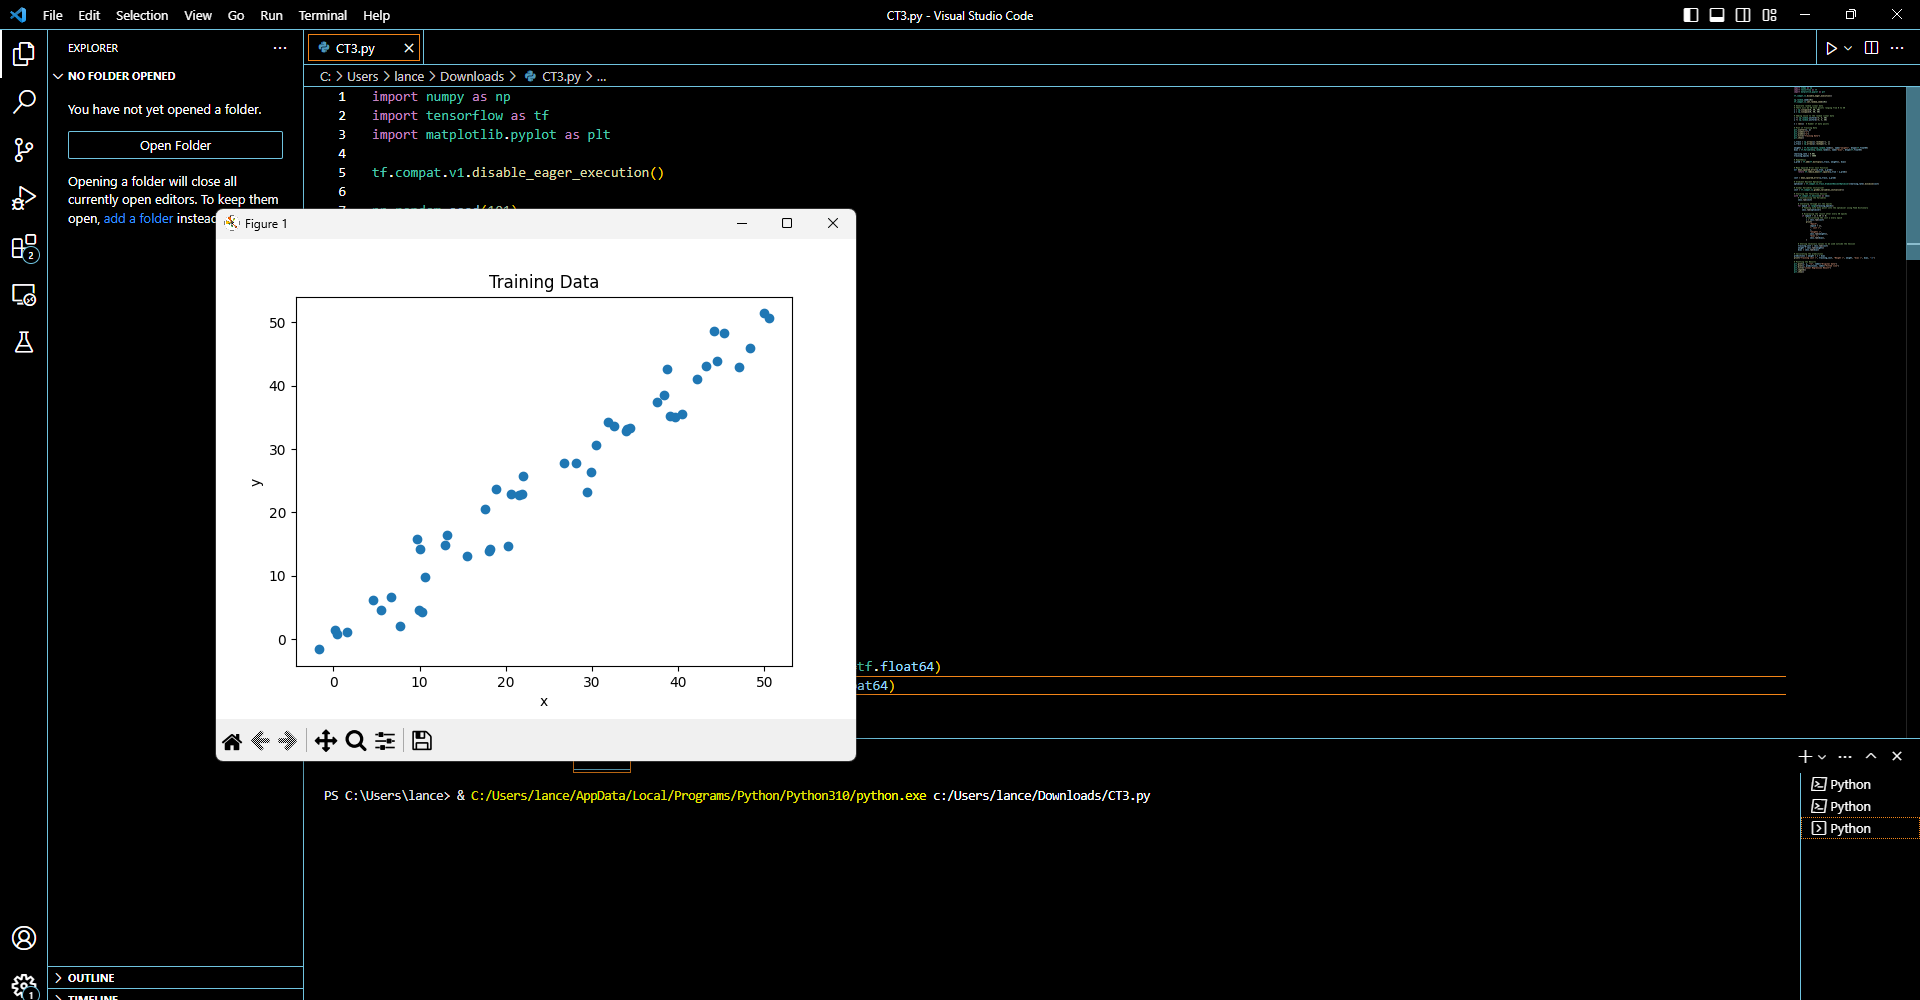 File Edit Selection View Go Run Terminal Help
CT3.py - Visual Studio Code
EXPLORER
NO FOLDER OPENED
You have not yet opened a folder.
Open Folder
Opening a folder will close all
currently open editors. To keep them
open, add a folder instead
2
CT3.py
C: > Users > lance > Downloads > CT3.py > ...
1 import numpy as np
2 import tensorflow as tf
3 import matplotlib.pyplot as plt
4
5 tf.compat.v1.disable_eager_execution()
6
7
Figure 1
Training Data
50
40
30
20
10
0
y
0 10 20 30 40 50
x
tf.float64)
at64)
PS C:\Users\lance> & C:/Users/lance/AppData/Local/Programs/Python/Python310/python.exe c:/Users/lance/Downloads/CT3.py
Python
Python
Python
OUTLINE
TIMELINE
1